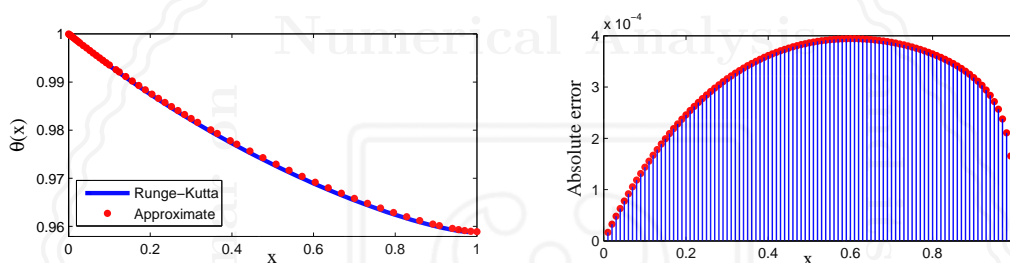 Numerical Analysis
1
0.99
0.98
0.97
0.96
θ(x)
Runge−Kutta
Approximate
0 0.2 0.4 0.6 0.8 1
x
x 10⁻⁴
4
3
2
1
0
Absolute error
0 0.2 0.4 0.6 0.8
x